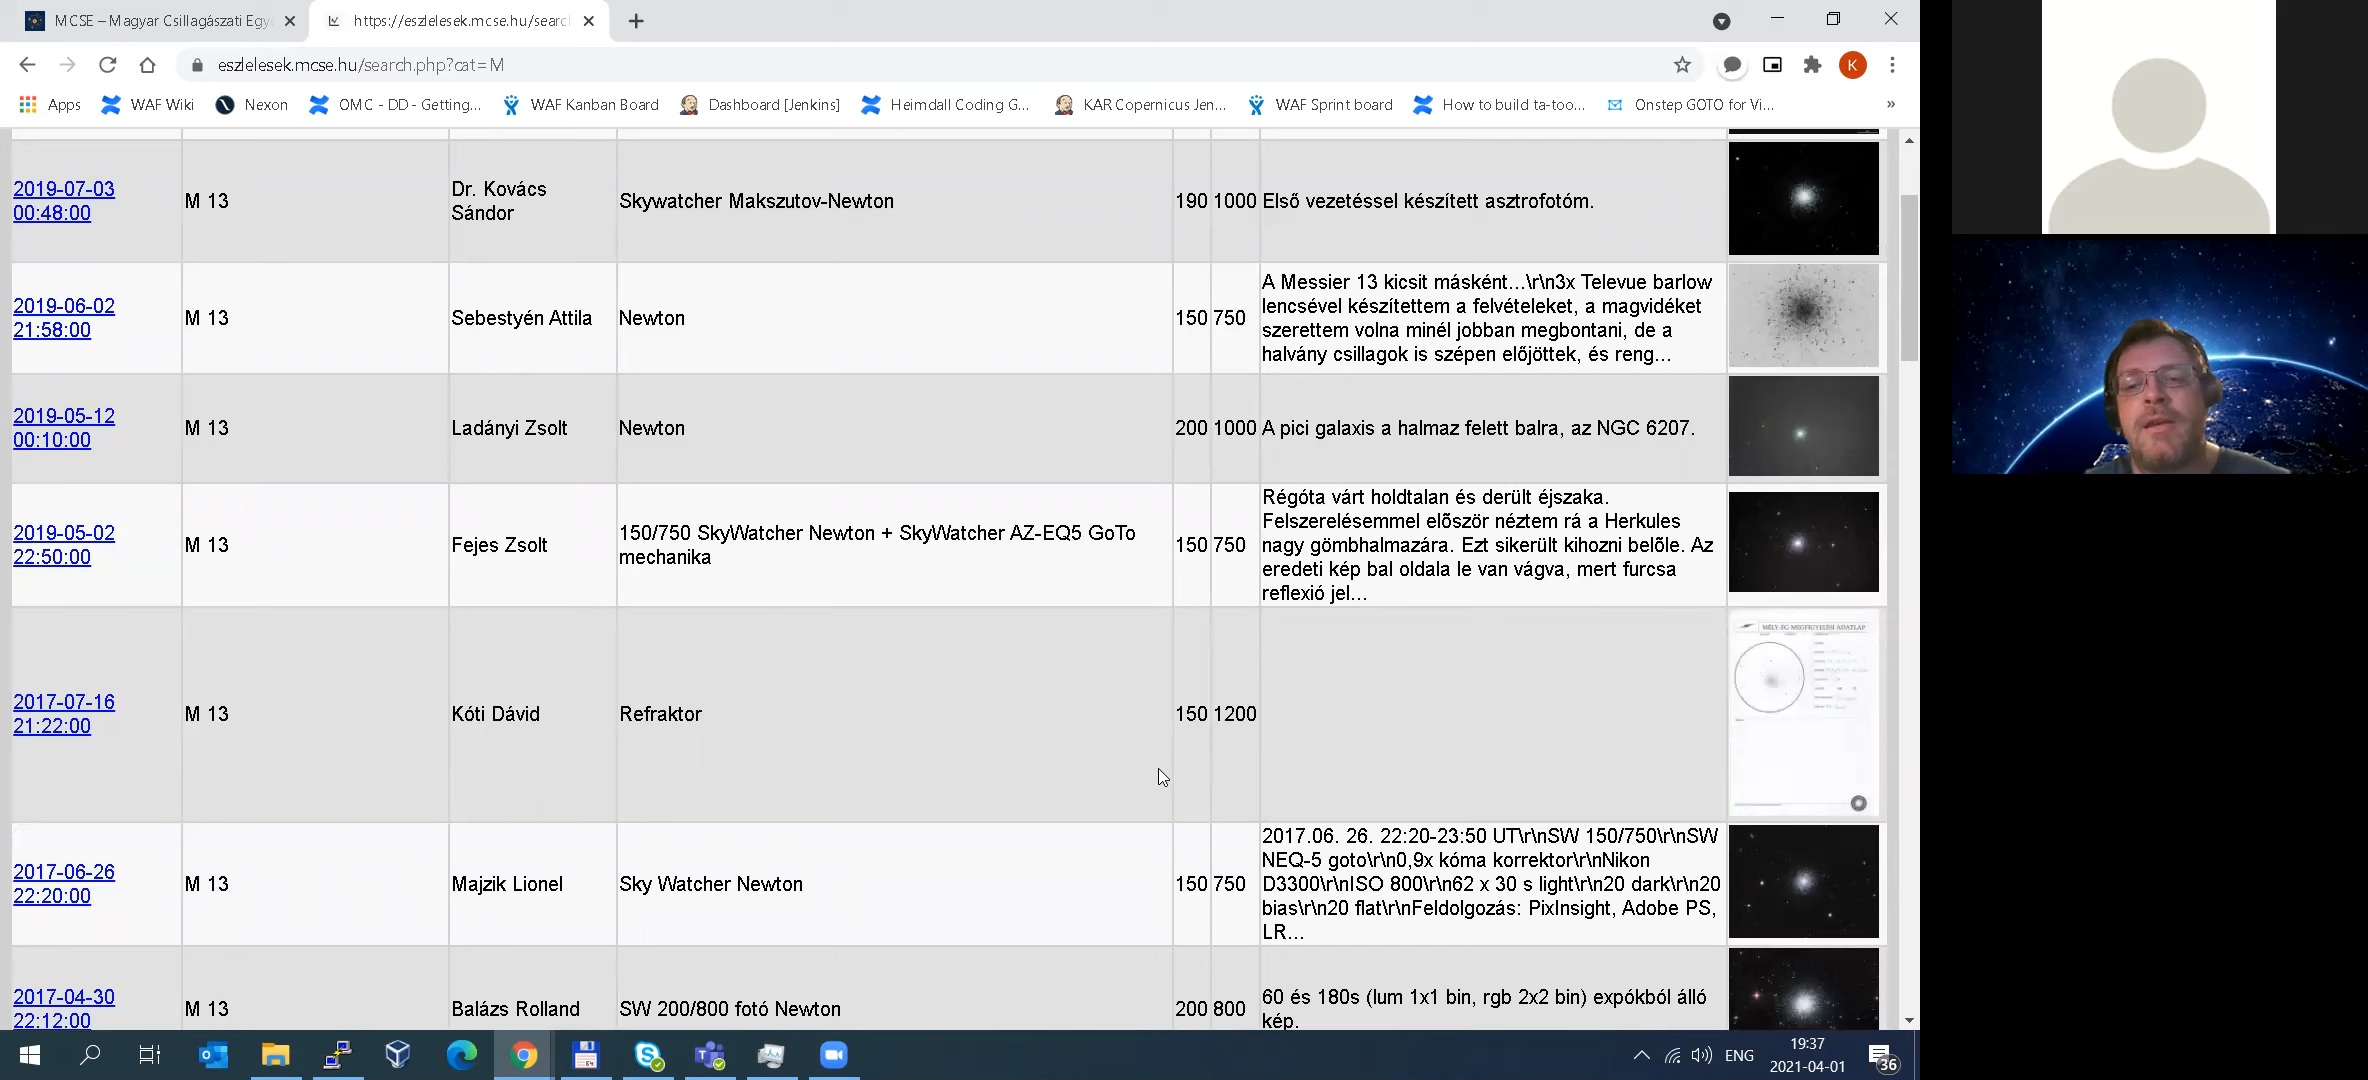 MCSE – Magyar Csillagászati Egy
https://eszlelesek.mcse.hu/searc
eszlelesek.mcse.hu/search.php?cat=M
K
Apps
WAF Wiki
Nexon
OMC - DD - Getting...
WAF Kanban Board
Dashboard [Jenkins]
Heimdall Coding G...
KAR Copernicus Jen...
WAF Sprint board
How to build ta-too...
Onstep GOTO for Vi...
»
2019-07-03
00:48:00
M 13
Dr. Kovács
Sándor
Skywatcher Makszutov-Newton
190
1000
Első vezetéssel készített asztrofotóm.
2019-06-02
21:58:00
M 13
Sebestyén Attila
Newton
150
750
A Messier 13 kicsit másként...\r\n3x Televue barlow
lencsével készítettem a felvételeket, a magvidéket
szerettem volna minél jobban megbontani, de a
halvány csillagok is szépen előjöttek, és reng...
2019-05-12
00:10:00
M 13
Ladányi Zsolt
Newton
200
1000
A pici galaxis a halmaz felett balra, az NGC 6207.
2019-05-02
22:50:00
M 13
Fejes Zsolt
150/750 SkyWatcher Newton + SkyWatcher AZ-EQ5 GoTo
mechanika
150
750
Régóta várt holdtalan és derült éjszaka.
Felszerelésemmel elõször néztem rá a Herkules
nagy gömbhalmazára. Ezt sikerült kihozni belõle. Az
eredeti kép bal oldala le van vágva, mert furcsa
reflexió jel...
2017-07-16
21:22:00
M 13
Kóti Dávid
Refraktor
150
1200
MÉLY-ÉG MEGFIGYELÉSI ADATLAP
2017-06-26
22:20:00
M 13
Majzik Lionel
Sky Watcher Newton
150
750
2017.06. 26. 22:20-23:50 UT\r\nSW 150/750\r\nSW
NEQ-5 goto\r\n0,9x kóma korrektor\r\nNikon
D3300\r\nISO 800\r\n62 x 30 s light\r\n20 dark\r\n20
bias\r\n20 flat\r\nFeldolgozás: PixInsight, Adobe PS,
LR...
2017-04-30
22:12:00
M 13
Balázs Rolland
SW 200/800 fotó Newton
200
800
60 és 180s (lum 1x1 bin, rgb 2x2 bin) expókból álló
kép.
ENG
19:37
2021-04-01
36